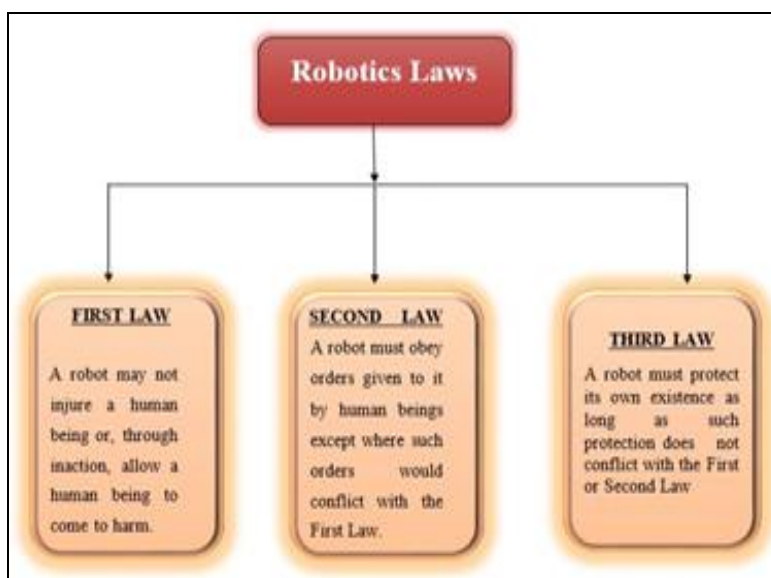 Robotics Laws
FIRST LAW
A robot may not
injure a human
being or, through
inaction, allow a
human being to
come to harm.
SECOND LAW
A robot must obey
orders given to it
by human beings
except where such
orders would
conflict with the
First Law.
THIRD LAW
A robot must protect
its own existence as
long as such
protection does not
conflict with the First
or Second Law